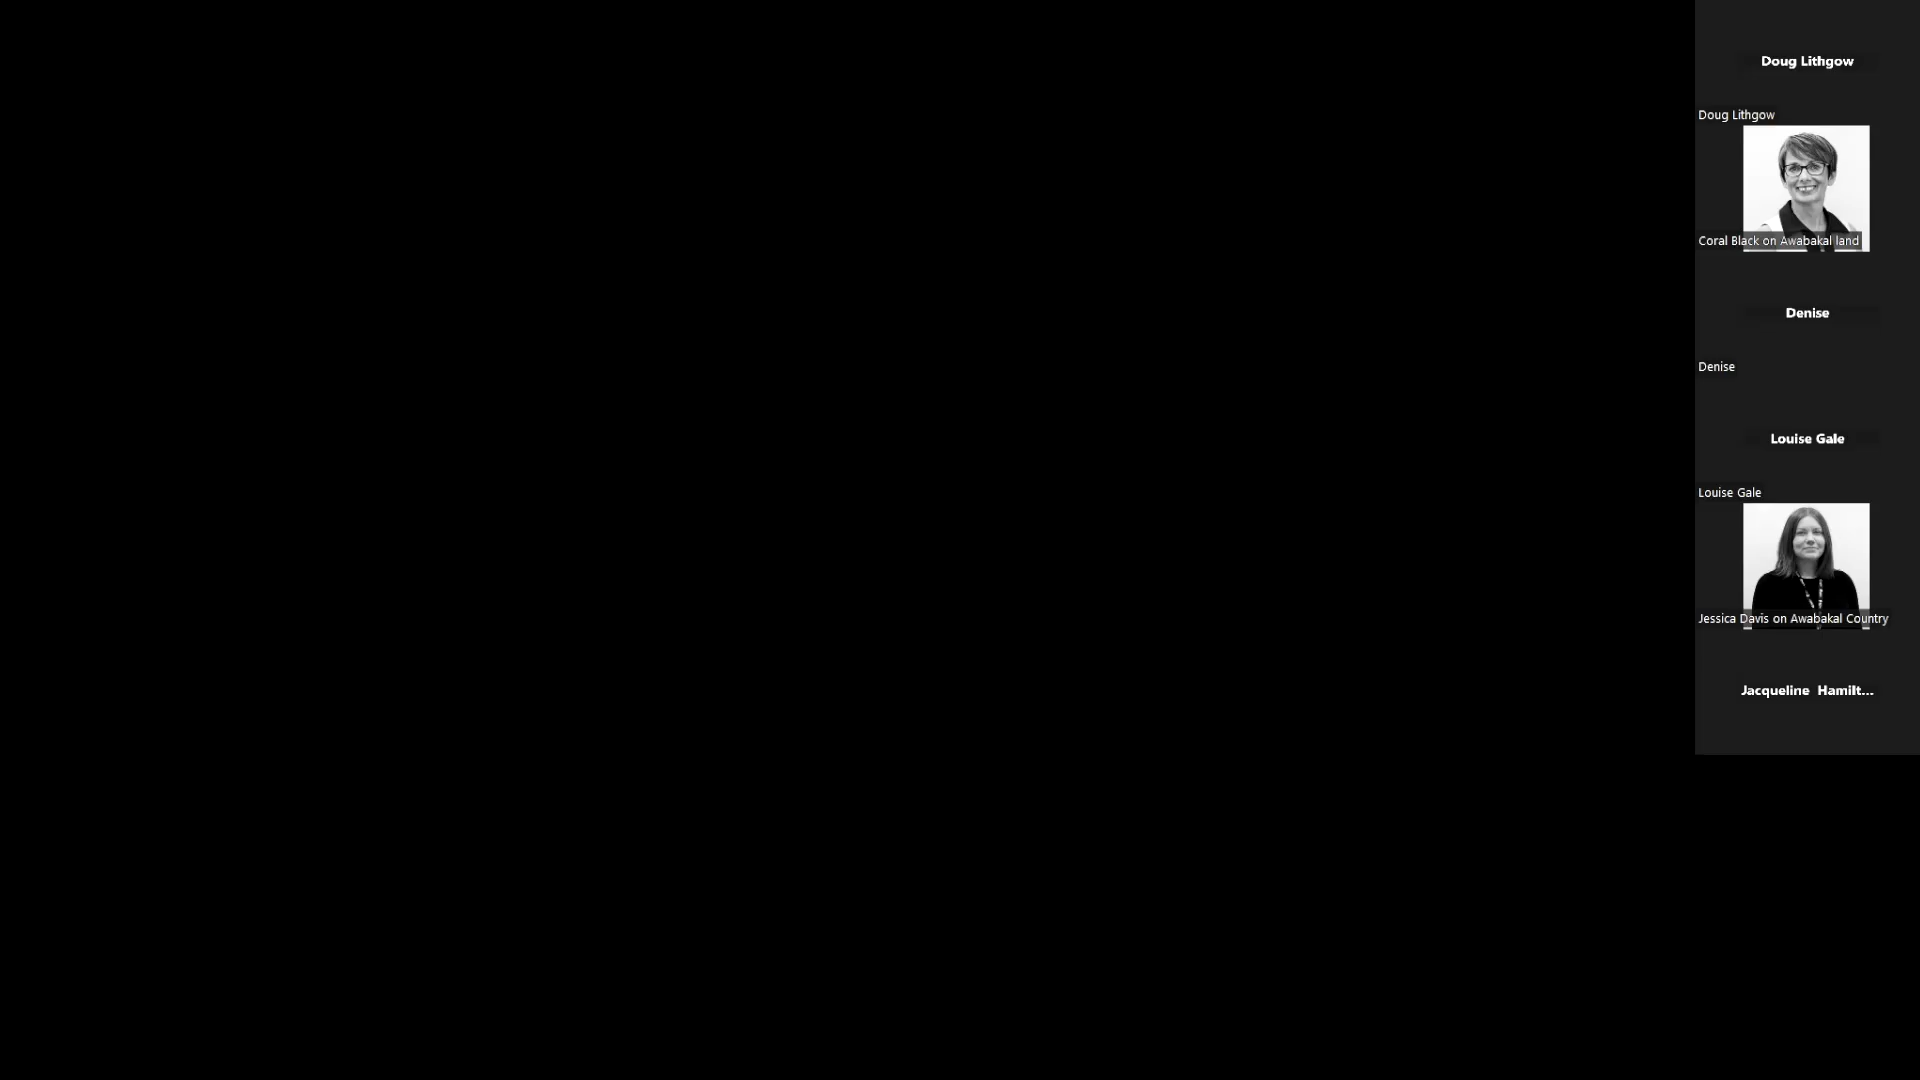 Doug Lithgow
Doug Lithgow
Coral Black on Awabakal land
Denise
Denise
Louise Gale
Louise Gale
Jessica Davis on Awabakal Country
Jacqueline  Hamilt...